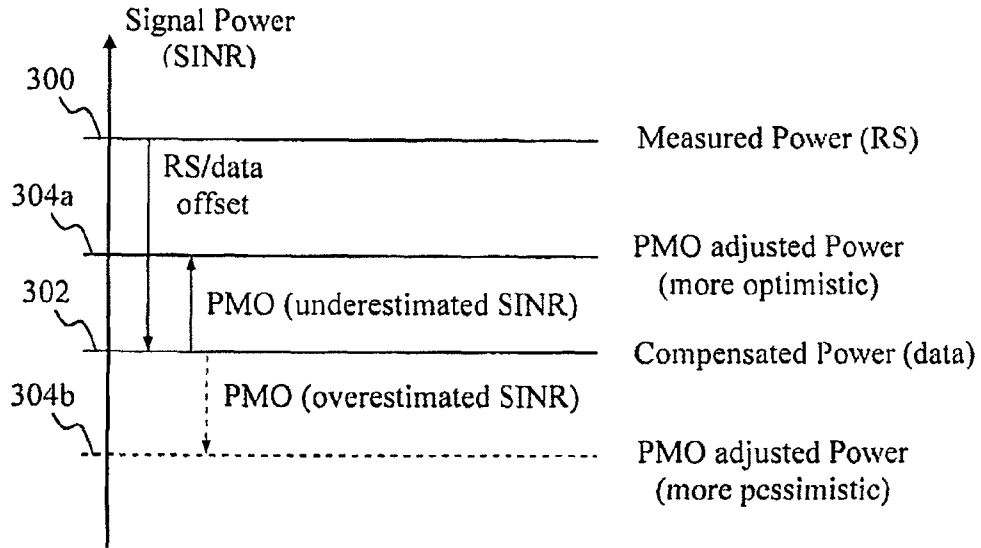 Signal Power
(SINR)
300
Measured Power (RS)
RS/data
offset
304a
PMO adjusted Power
(more optimistic)
302
PMO (underestimated SINR)
Compensated Power (data)
304b
PMO (overestimated SINR)
PMO adjusted Power
(more pessimistic)